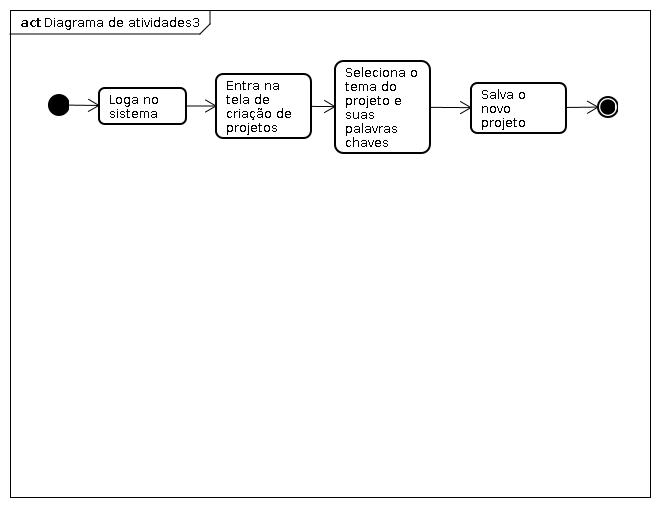 act Diagrama de atividades3
Loga no
sistema
Entra na
tela de
criação de
projetos
Seleciona o
tema do
projeto e
suas
palavras
chaves
Salva o
novo
projeto